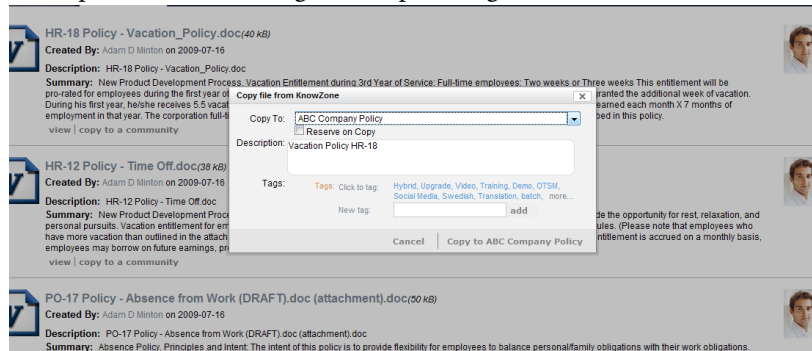 HR-18 Policy - Vacation_Policy.doc(40 kB)
Created By: Adam D Minton on 2009-07-16
Description: HR-18 Policy - Vacation_Policy.doc
Summary: New Product Development Process. Vacation Entitlement during 3rd Year of Service: Full-time employees: Two weeks or Three weeks This entitlement will be
pro-rated for employees during the first year of granted the additional week of vacation.
During his first year, he/she receives 5.5 vacat earned each month X 7 months of
employment in that year. The corporation full-ti bed in this policy.
view | copy to a community
Copy file from KnowZone
Copy To: ABC Company Policy
Reserve on Copy
Description: Vacation Policy HR-18
Tags: Tags: Click to tag: Hybrid, Upgrade, Video, Training, Demo, OTSM,
Social Media, Swedish, Translation, batch, more...
New tag: add
Cancel | Copy to ABC Company Policy
HR-12 Policy - Time Off.doc(38 kB)
Created By: Adam D Minton on 2009-07-16
Description: HR-12 Policy - Time Off.doc
Summary: New Product Development Proce de the opportunity for rest, relaxation, and
personal pursuits. Vacation entitlement for em ules. (Please note that employees who
have more vacation than outlined in the attach ntitlement is accrued on a monthly basis,
employees may borrow on future earnings, pr
view | copy to a community
PO-17 Policy - Absence from Work (DRAFT).doc (attachment).doc(50 kB)
Created By: Adam D Minton on 2009-07-16
Description: PO-17 Policy - Absence from Work (DRAFT).doc (attachment).doc
Summary: Absence Policy. Principles and Intent: The intent of this policy is to provide flexibility for employees to balance personal/family obligations with their work obligations.